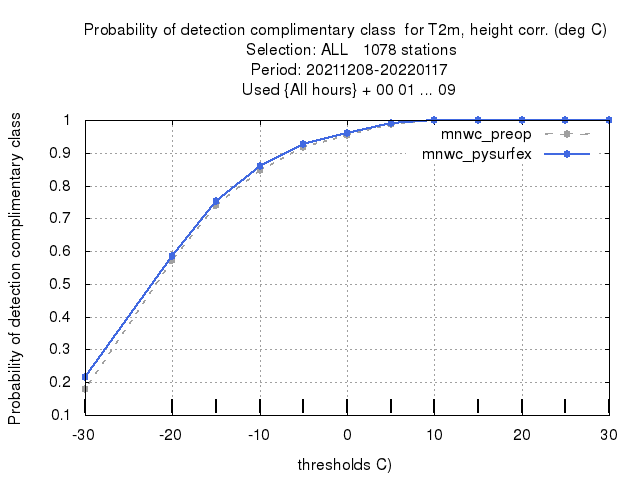 Probability of detection complimentary class  for T2m, height corr. (deg C)
Selection: ALL   1078 stations
Period: 20211208-20220117
Used {All hours} + 00 01 ... 09
Probability of detection complimentary class
1
0.9
0.8
0.7
0.6
0.5
0.4
0.3
0.2
0.1
mnwc_preop
mnwc_pysurfex
-30 -20 -10 0 10 20 30
thresholds C)